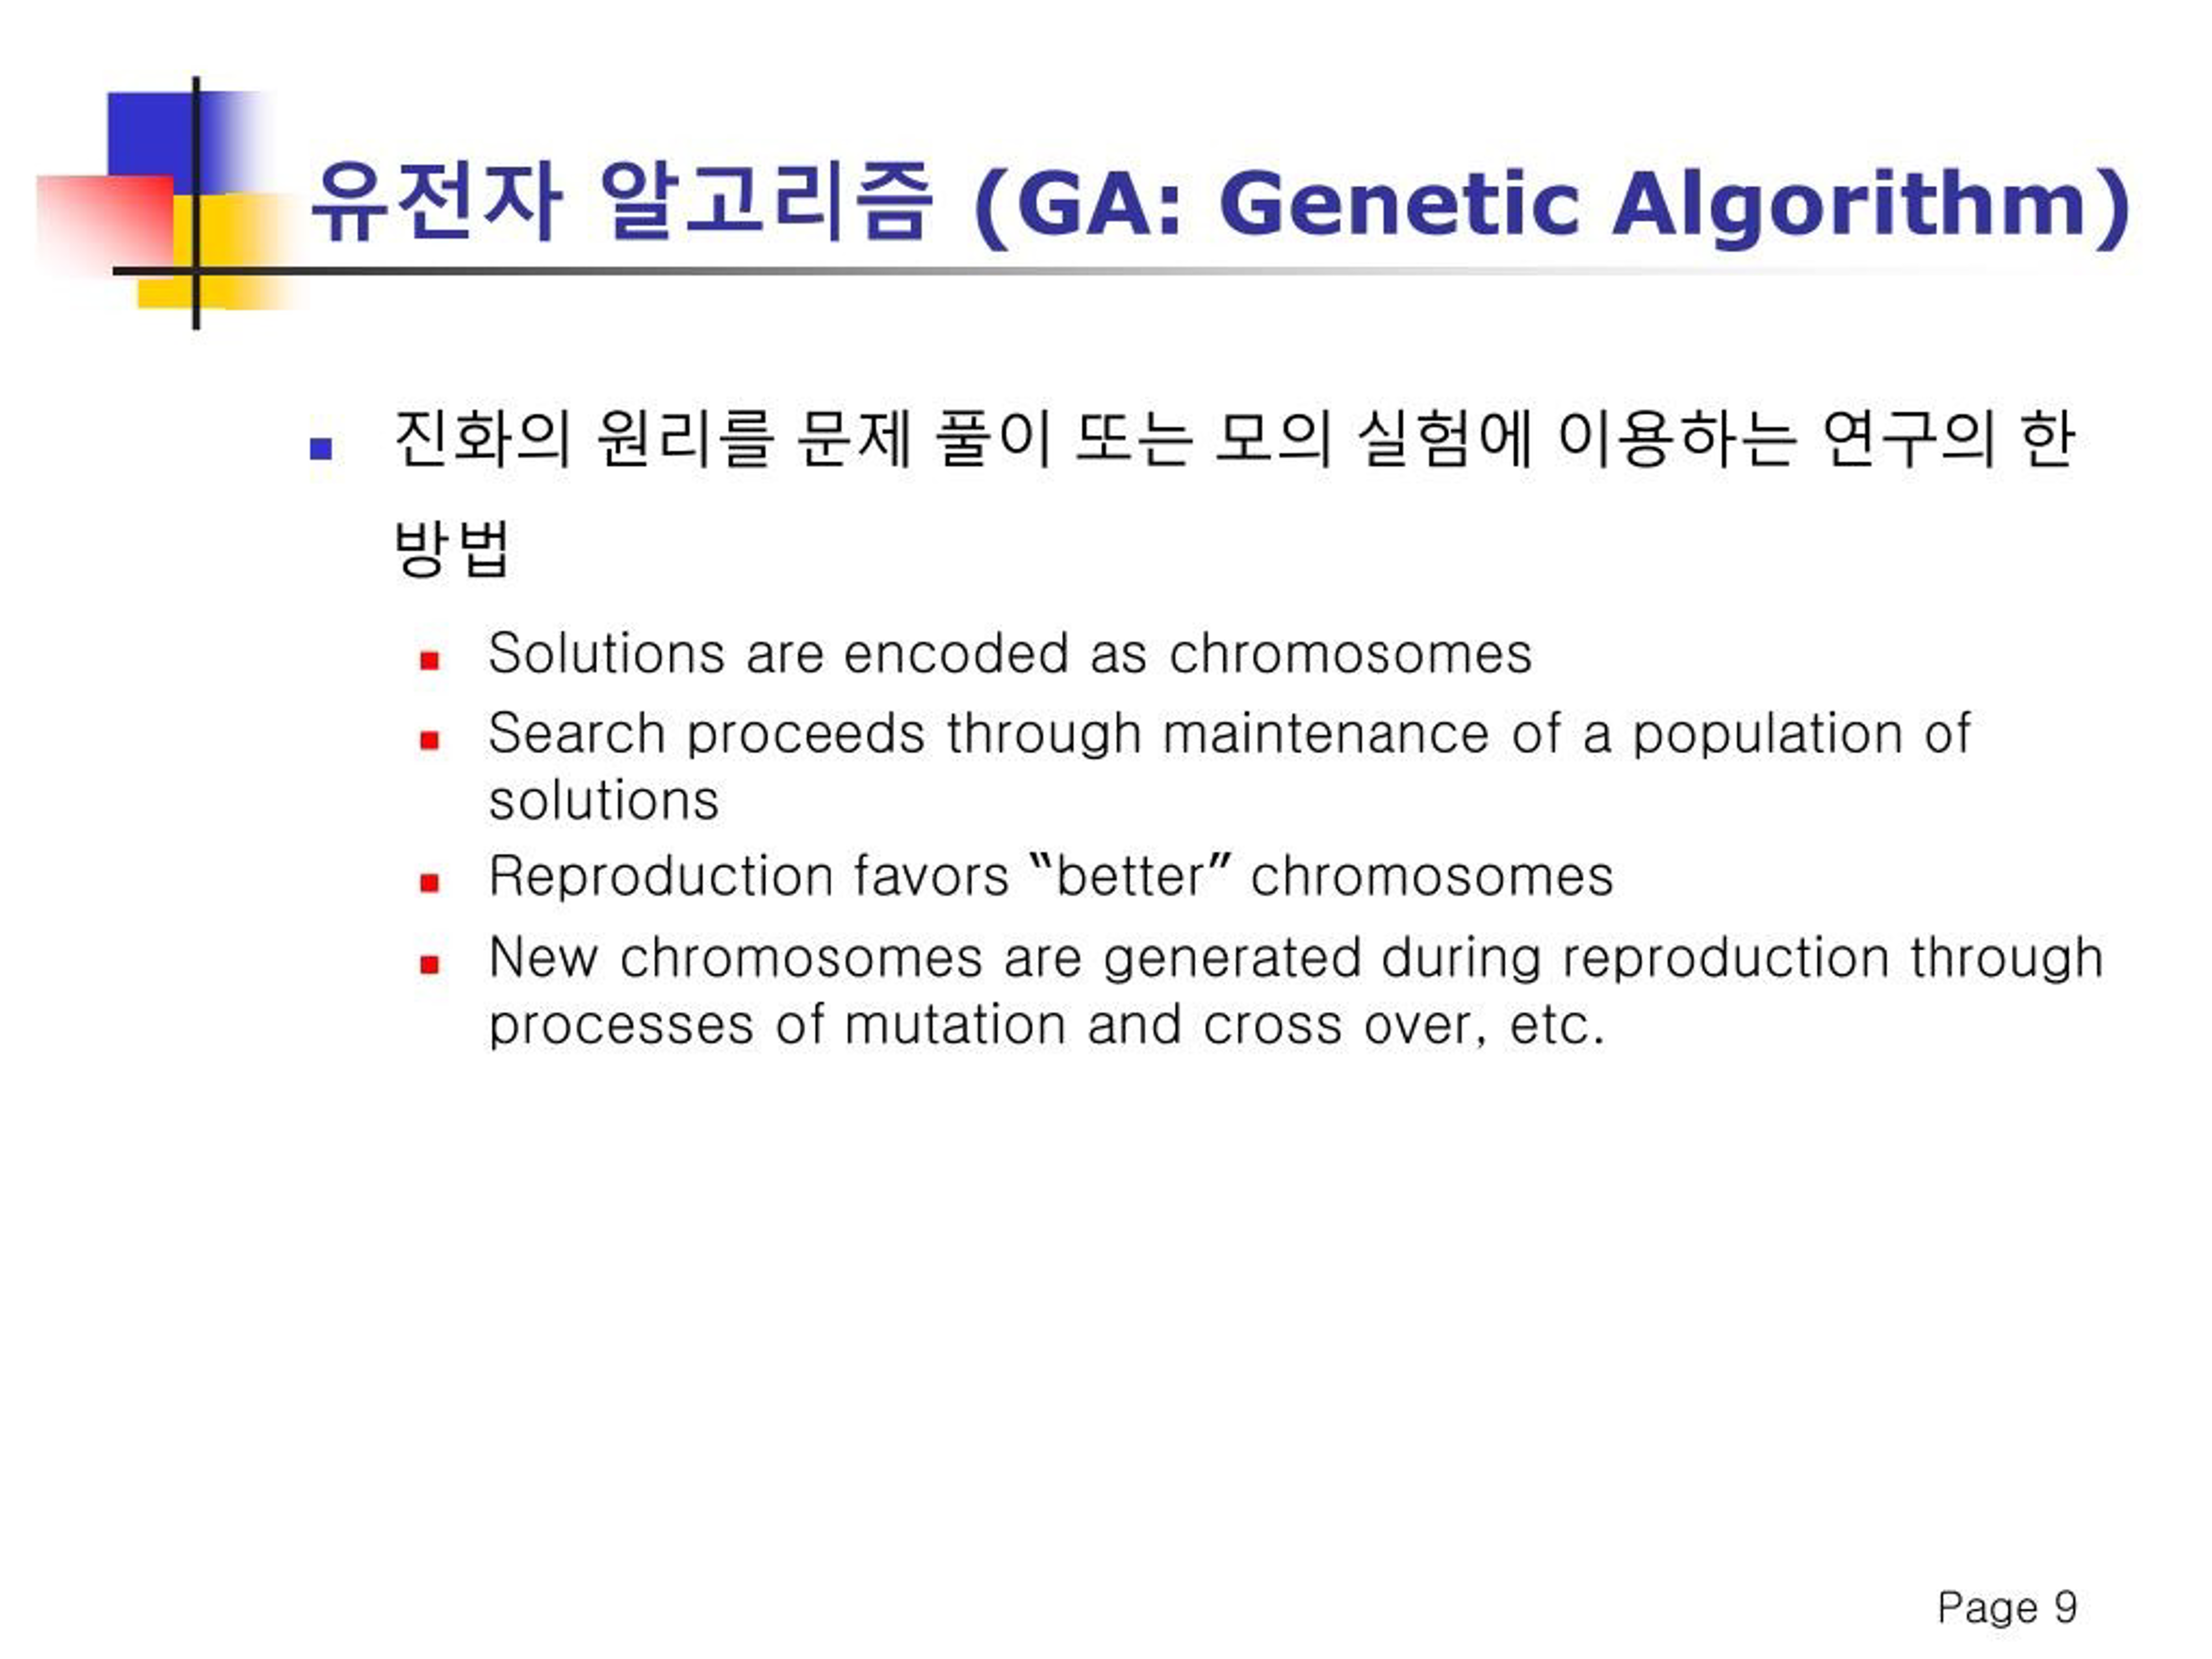 유전자 알고리즘 (GA: Genetic Algorithm)
진화의 원리를 문제 풀이 또는 모의 실험에 이용하는 연구의 한
방법
Solutions are encoded as chromosomes
Search proceeds through maintenance of a population of
solutions
Reproduction favors “better” chromosomes
New chromosomes are generated during reproduction through
processes of mutation and cross over, etc.
Page 9